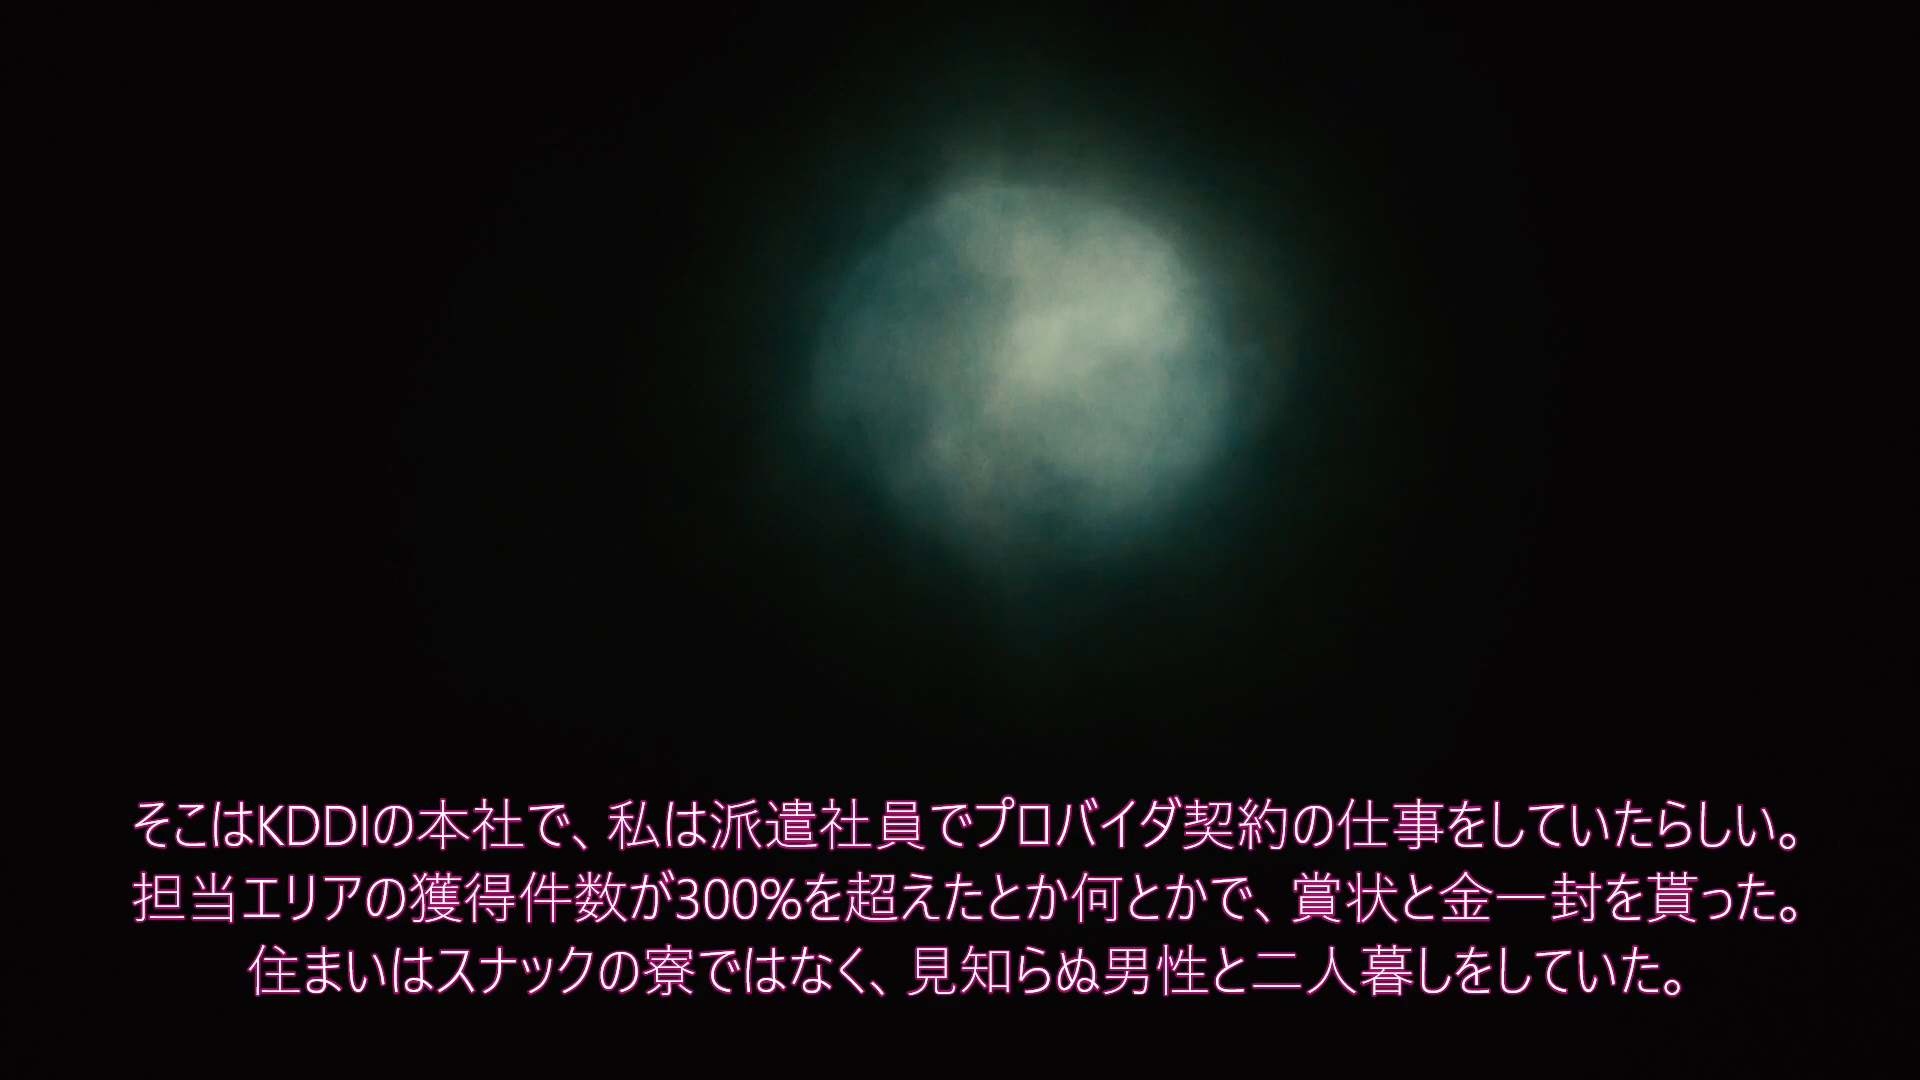 そこはKDDIの本社で、私は派遣社員でプロバイダ契約の仕事をしていたらしい。
担当エリアの獲得件数が300%を超えたとか何とかで、賞状と金一封を貰った。
住まいはスナックの寮ではなく、見知らぬ男性と二人暮しをしていた。